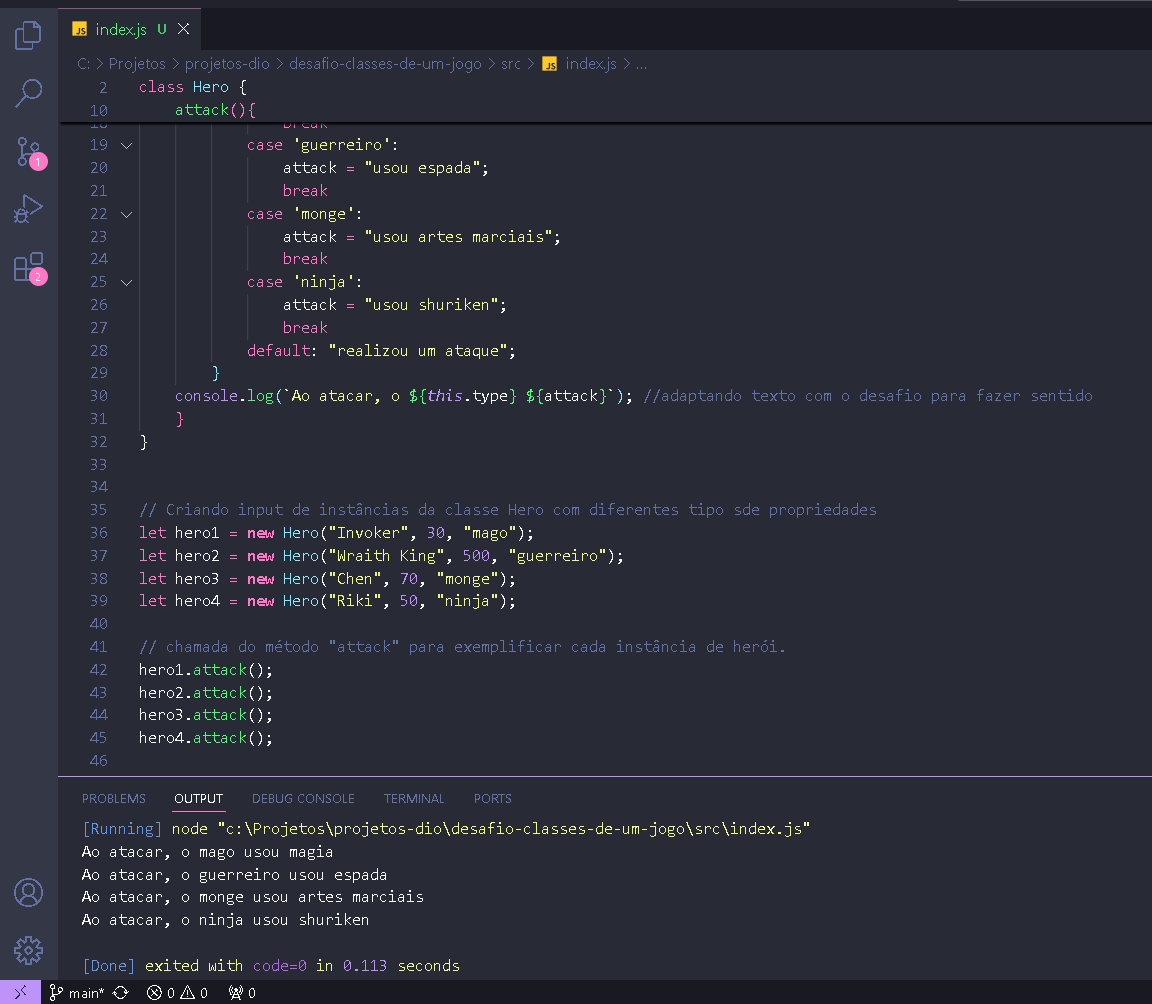 JS index.js U
C: > Projetos > projetos-dio > desafio-classes-de-um-jogo > src > JS index.js > ...
2 class Hero {
10 attack(){
18 break
19 case 'guerreiro':
20 attack = "usou espada";
21 break
22 case 'monge':
23 attack = "usou artes marciais";
24 break
25 case 'ninja':
26 attack = "usou shuriken";
27 break
28 default: "realizou um ataque";
29 }
30 console.log(`Ao atacar, o ${this.type} ${attack}`); //adaptando texto com o desafio para fazer sentido
31 }
32 }
33
34
35 // Criando input de instâncias da classe Hero com diferentes tipo sde propriedades
36 let hero1 = new Hero("Invoker", 30, "mago");
37 let hero2 = new Hero("Wraith King", 500, "guerreiro");
38 let hero3 = new Hero("Chen", 70, "monge");
39 let hero4 = new Hero("Riki", 50, "ninja");
40
41 // chamada do método "attack" para exemplificar cada instância de herói.
42 hero1.attack();
43 hero2.attack();
44 hero3.attack();
45 hero4.attack();
46
1
2
PROBLEMS OUTPUT DEBUG CONSOLE TERMINAL PORTS
[Running] node "c:\Projetos\projetos-dio\desafio-classes-de-um-jogo\src\index.js"
Ao atacar, o mago usou magia
Ao atacar, o guerreiro usou espada
Ao atacar, o monge usou artes marciais
Ao atacar, o ninja usou shuriken
[Done] exited with code=0 in 0.113 seconds
main* 0 0 0